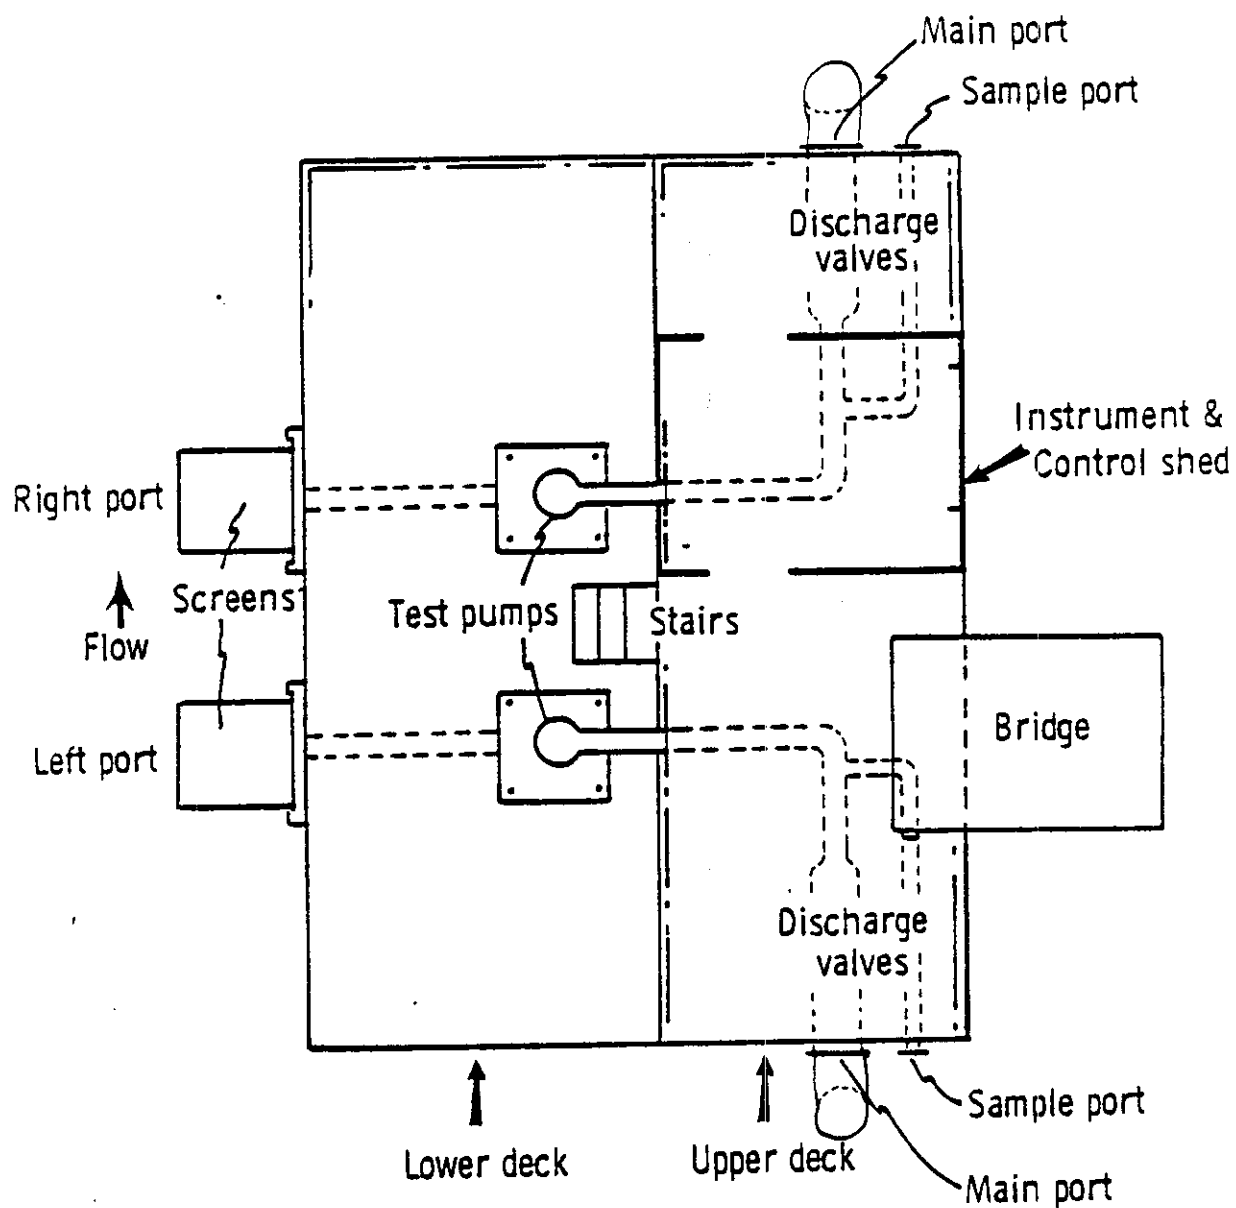 Main port
Sample port
Discharge
valves
Instrument &
Control shed
Right port
Screens
Flow
Test pumps
Stairs
Left port
Bridge
Discharge
valves
Sample port
Lower deck
Upper deck
Main port